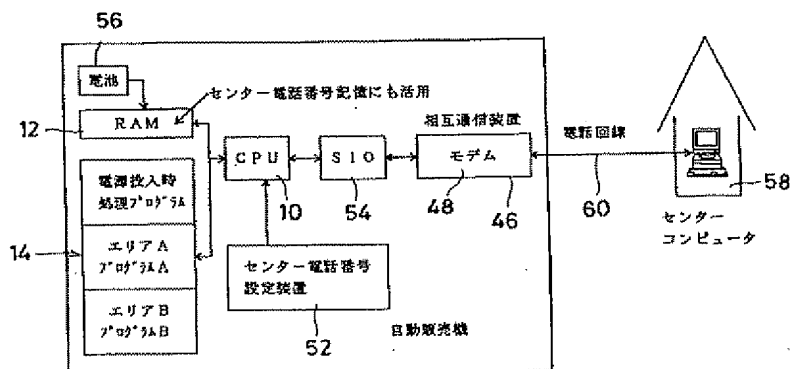 56
電池
センター電話番号記憶にも活用
12
RAM
相互通信装置
電話回線
CPU
SIO
モデム
電源投入時
処理プログラム
10
54
48
46
60
58
センター
コンピュータ
14
エリアA
プログラムA
センター電話番号
設定装置
エリアB
プログラムB
52
自動販売機